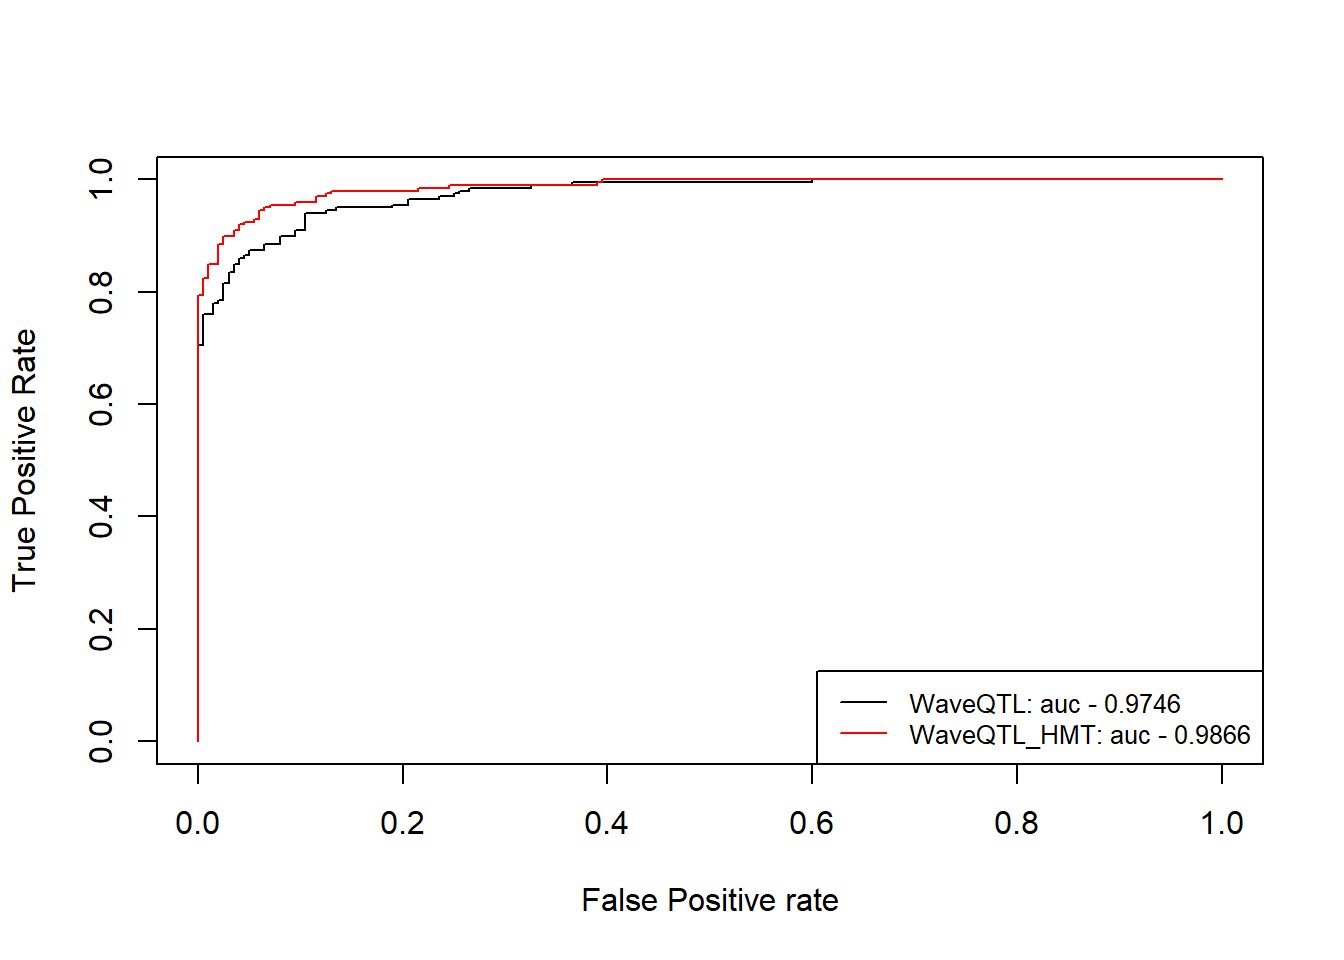 True Positive Rate
1.0
0.8
0.6
0.4
0.2
0.0
WaveQTL: auc - 0.9746
WaveQTL_HMT: auc - 0.9866
0.0 0.2 0.4 0.6 0.8 1.0
False Positive rate